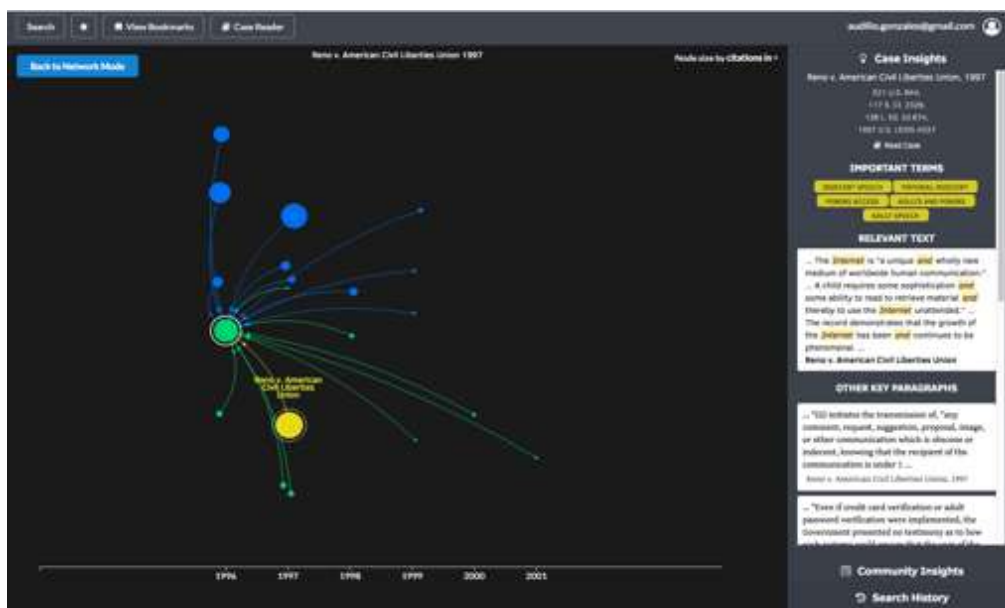 Search
View Bookmarks
Case Reader
audilio.gonzales@gmail.com
Back to Network Mode
Reno v. American Civil Liberties Union 1997
Node size by citations in
Reno v. American
Civil Liberties
Union
1996
1997
1998
1999
2000
2001
Case Insights
Reno v. American Civil Liberties Union, 1997
521 U.S. 844,
117 S. Ct. 2329,
Read Case
IMPORTANT TERMS
INDECENT SPEECH
MINORS ACCESS
ADULTS AND MINORS
ADULT SPEECH
RELEVANT TEXT
... The Internet is "a unique and wholly new
medium of worldwide human communication."
... A child requires some sophistication and
some ability to read to retrieve material and
thereby to use the Internet unattended." ...
The record demonstrates that the growth of
the Internet has been and continues to be
phenomenal. ...
Reno v. American Civil Liberties Union
OTHER KEY PARAGRAPHS
... "(ii) initiates the transmission of, "any
comment, request, suggestion, proposal, image,
or other communication which is obscene or
indecent, knowing that the recipient of the
communication is under 1 ...
Reno v. American Civil Liberties Union, 1997
... "Even if credit card verification or adult
password verification were implemented, the
Government presented no testimony as to how
Community Insights
Search History